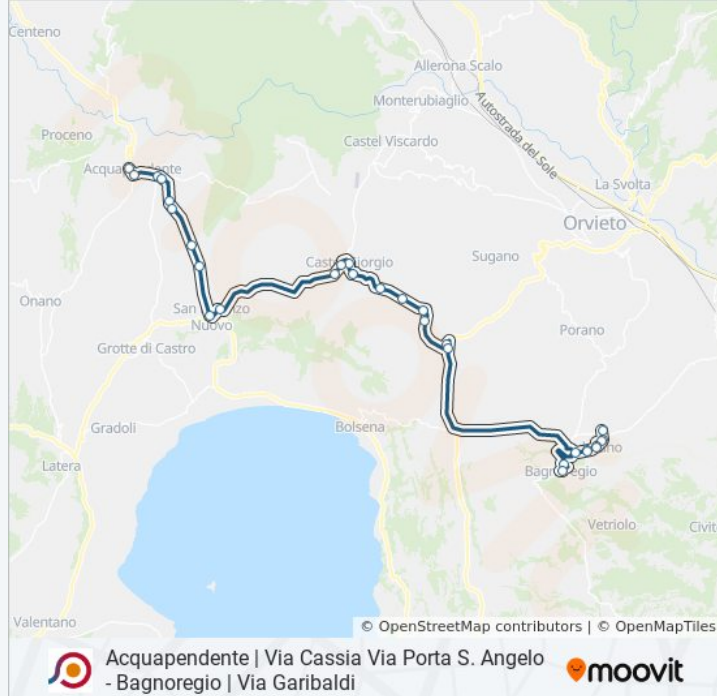 Centeno
Allerona Scalo
Monterubiaglio
Autostrada del Sole
Proceno
Castel Viscardo
La Svolta
Orvieto
Sugano
Onano
Nuovo
Porano
Grotte di Castro
Gradoli
Bolsena
Latera
Vetriolo
Valentano
© OpenStreetMap contributors | © OpenMapTiles
Acquapendente | Via Cassia Via Porta S. Angelo
- Bagnoregio | Via Garibaldi
moovit